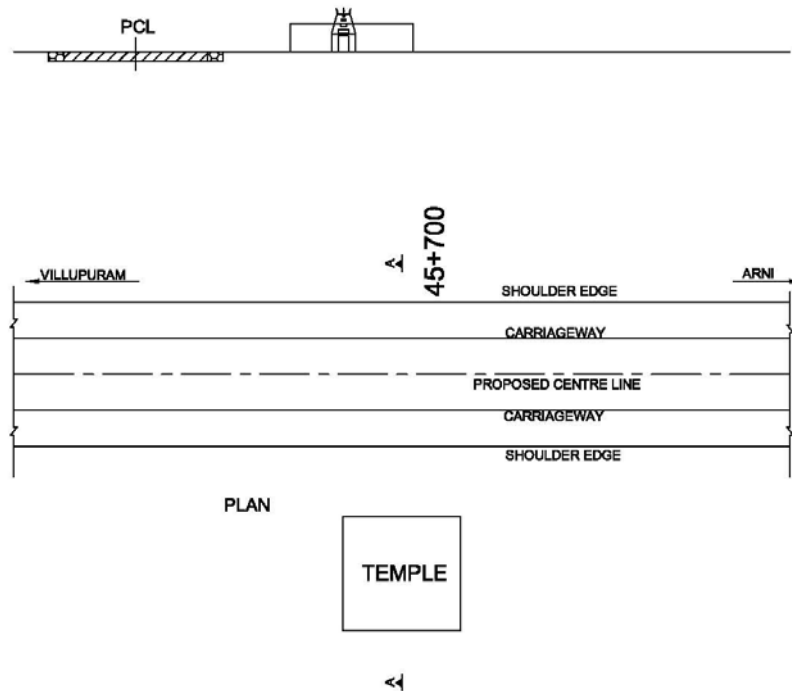 PCL
A
45+700
VILLUPURAM
ARNI
SHOULDER EDGE
CARRIAGEWAY
PROPOSED CENTRE LINE
CARRIAGEWAY
SHOULDER EDGE
PLAN
TEMPLE
A